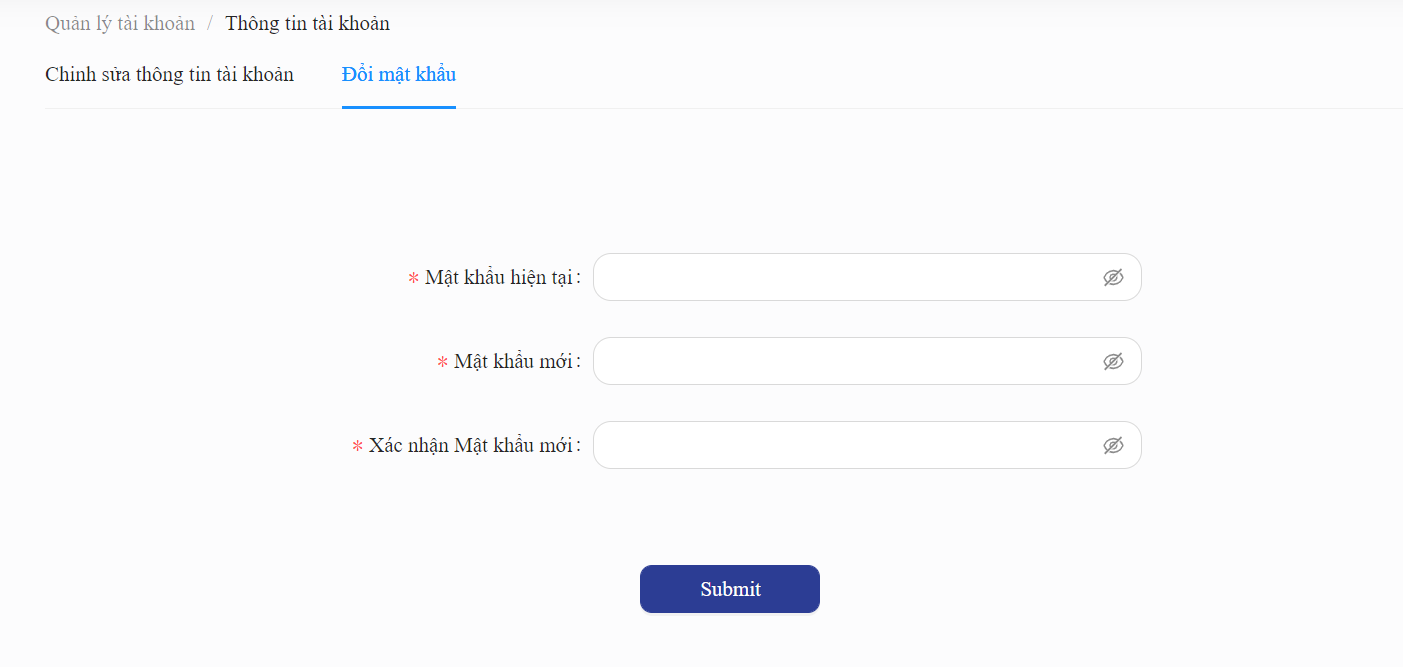 Quản lý tài khoản / Thông tin tài khoản
Chỉnh sửa thông tin tài khoản Đổi mật khẩu
* Mật khẩu hiện tại :
* Mật khẩu mới :
* Xác nhận Mật khẩu mới :
Submit